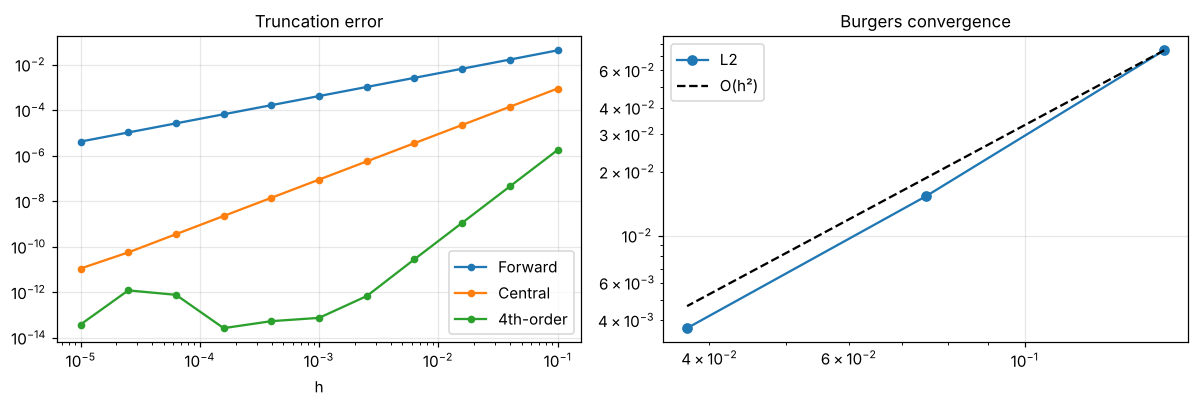 Truncation error
10⁻²
10⁻⁴
10⁻⁶
10⁻⁸
10⁻¹⁰
10⁻¹²
10⁻¹⁴
Forward
Central
4th-order
10⁻⁵
10⁻⁴
10⁻³
10⁻²
10⁻¹
h
Burgers convergence
L2
O(h²)
6 × 10⁻²
4 × 10⁻²
3 × 10⁻²
2 × 10⁻²
10⁻²
6 × 10⁻³
4 × 10⁻³
4 × 10⁻²
6 × 10⁻²
10⁻¹